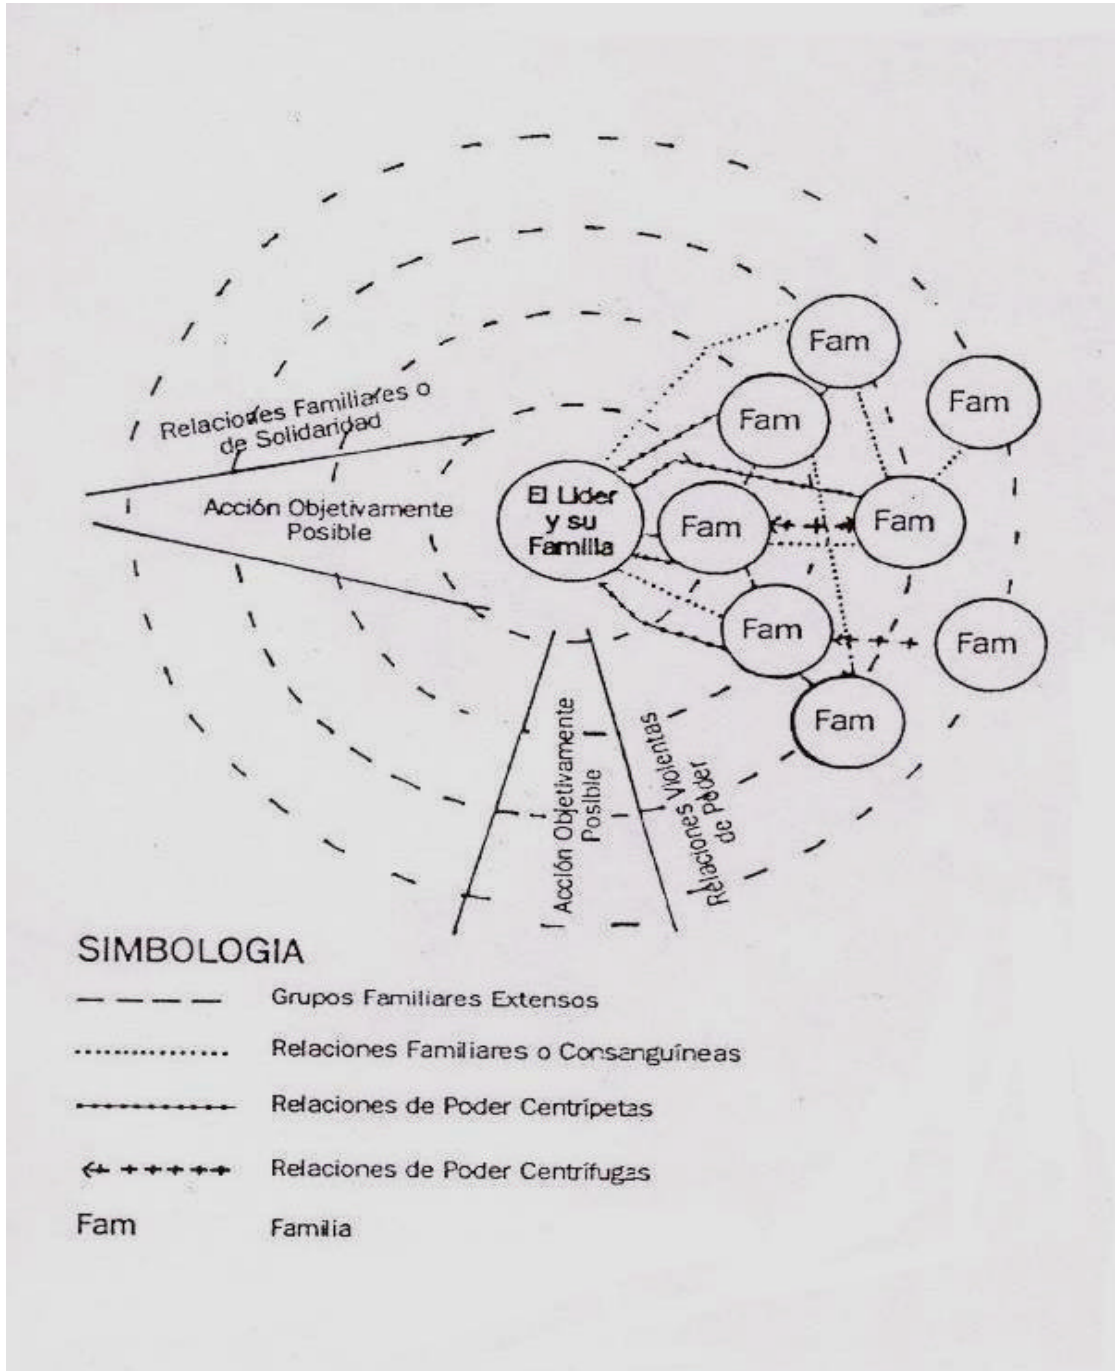 Fam
Fam
Fam
Relaciones Familiares o
de Solidaridad
El Lider
y su
Familia
Acción Objetivamente
Posible
Fam
Fam
Fam
Fam
Fam
Acción Objetivamente
Posible
Relaciones Violentas
de Poder
SIMBOLOGIA
Grupos Familiares Extensos
Relaciones Familiares o Consanguíneas
Relaciones de Poder Centrípetas
Relaciones de Poder Centrífugas
Fam Familia